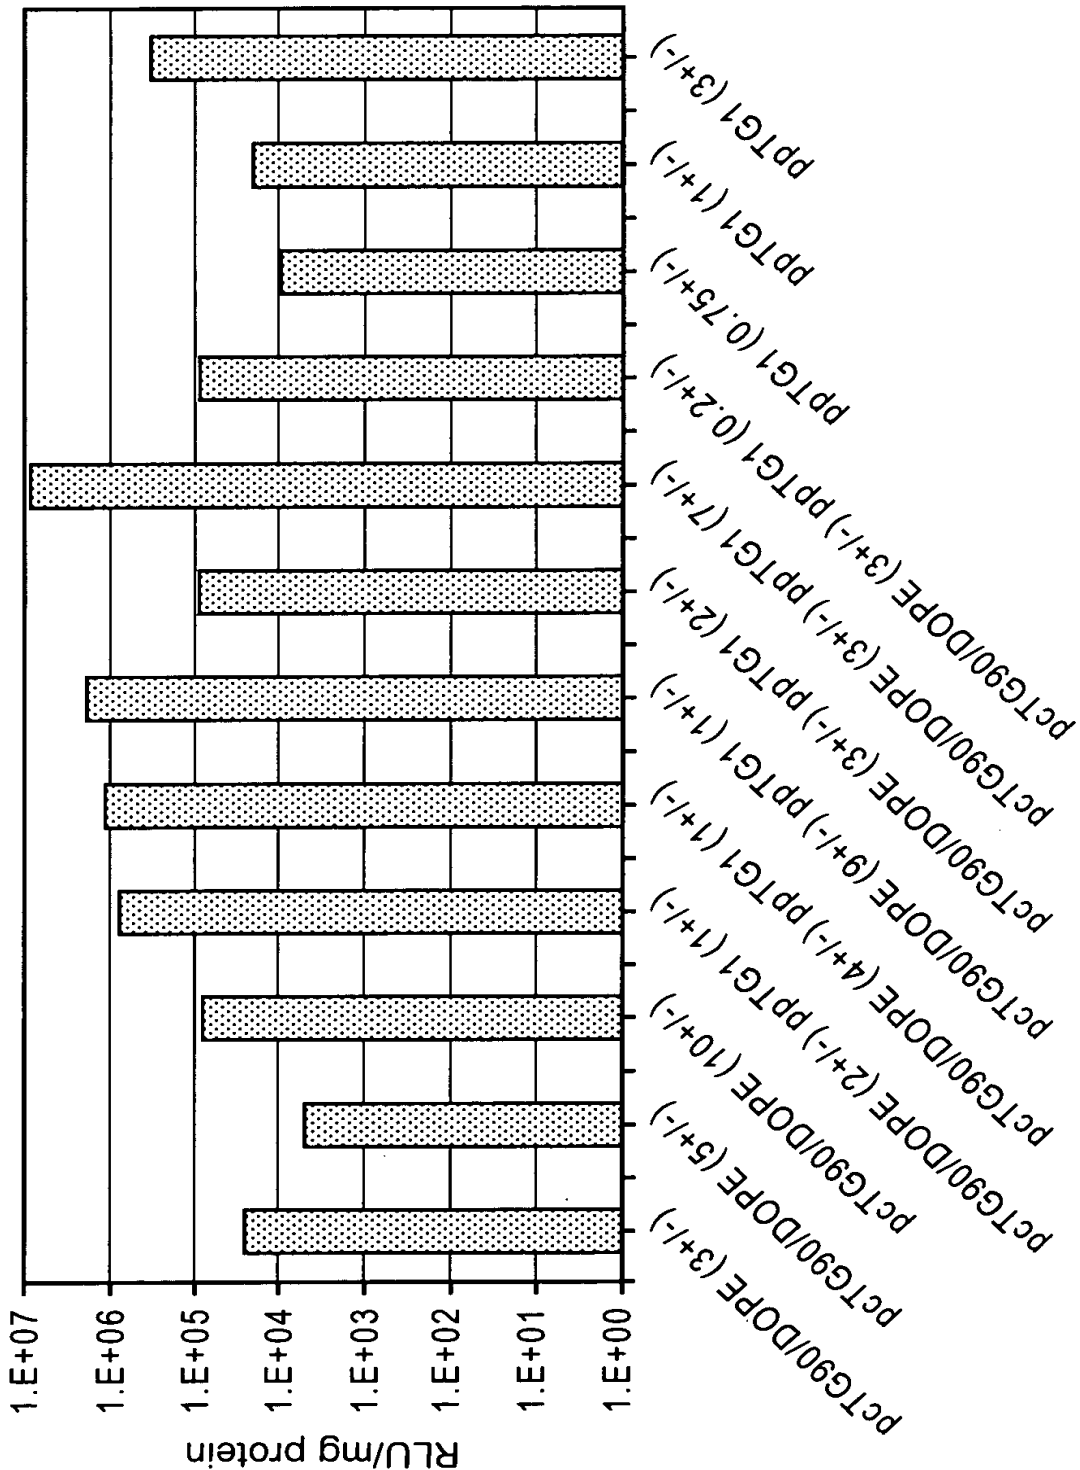 RLU/mg protein
1.E+07
1.E+06
1.E+05
1.E+04
1.E+03
1.E+02
1.E+01
1.E+00
pcTG90/DOPE (3+/-)
pcTG90/DOPE (5+/-)
pcTG90/DOPE (10+/-)
pcTG90/DOPE (2+/-) ppTG1 (1+/-)
pcTG90/DOPE (4+/-) ppTG1 (1+/-)
pcTG90/DOPE (9+/-) ppTG1 (1+/-)
pcTG90/DOPE (3+/-) ppTG1 (2+/-)
pcTG90/DOPE (3+/-) ppTG1 (7+/-)
pcTG90/DOPE (3+/-) ppTG1 (0.2+/-)
ppTG1 (0.75+/-)
ppTG1 (1+/-)
ppTG1 (3+/-)